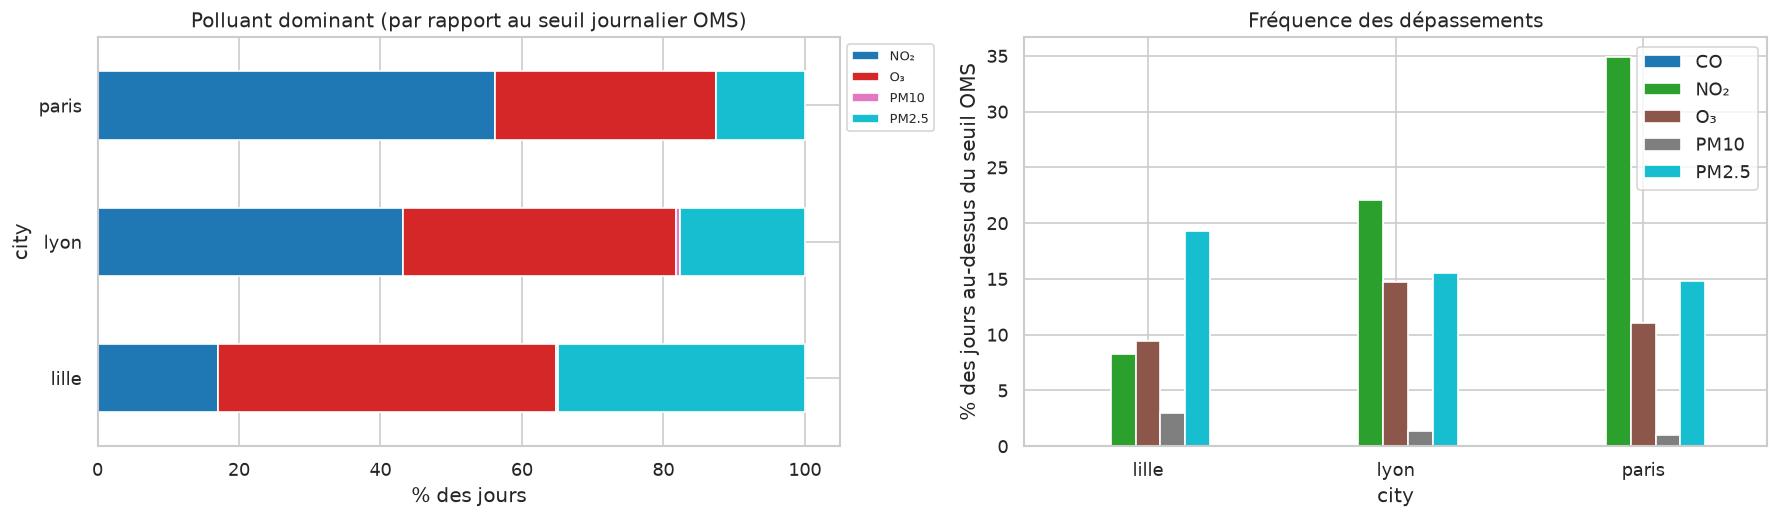 Polluant dominant (par rapport au seuil journalier OMS)
NO₂
O₃
PM10
PM2.5
paris
lyon
lille
city
0 20 40 60 80 100
% des jours
Fréquence des dépassements
CO
NO₂
O₃
PM10
PM2.5
35
30
25
20
15
10
5
0
% des jours au-dessus du seuil OMS
lille lyon paris
city